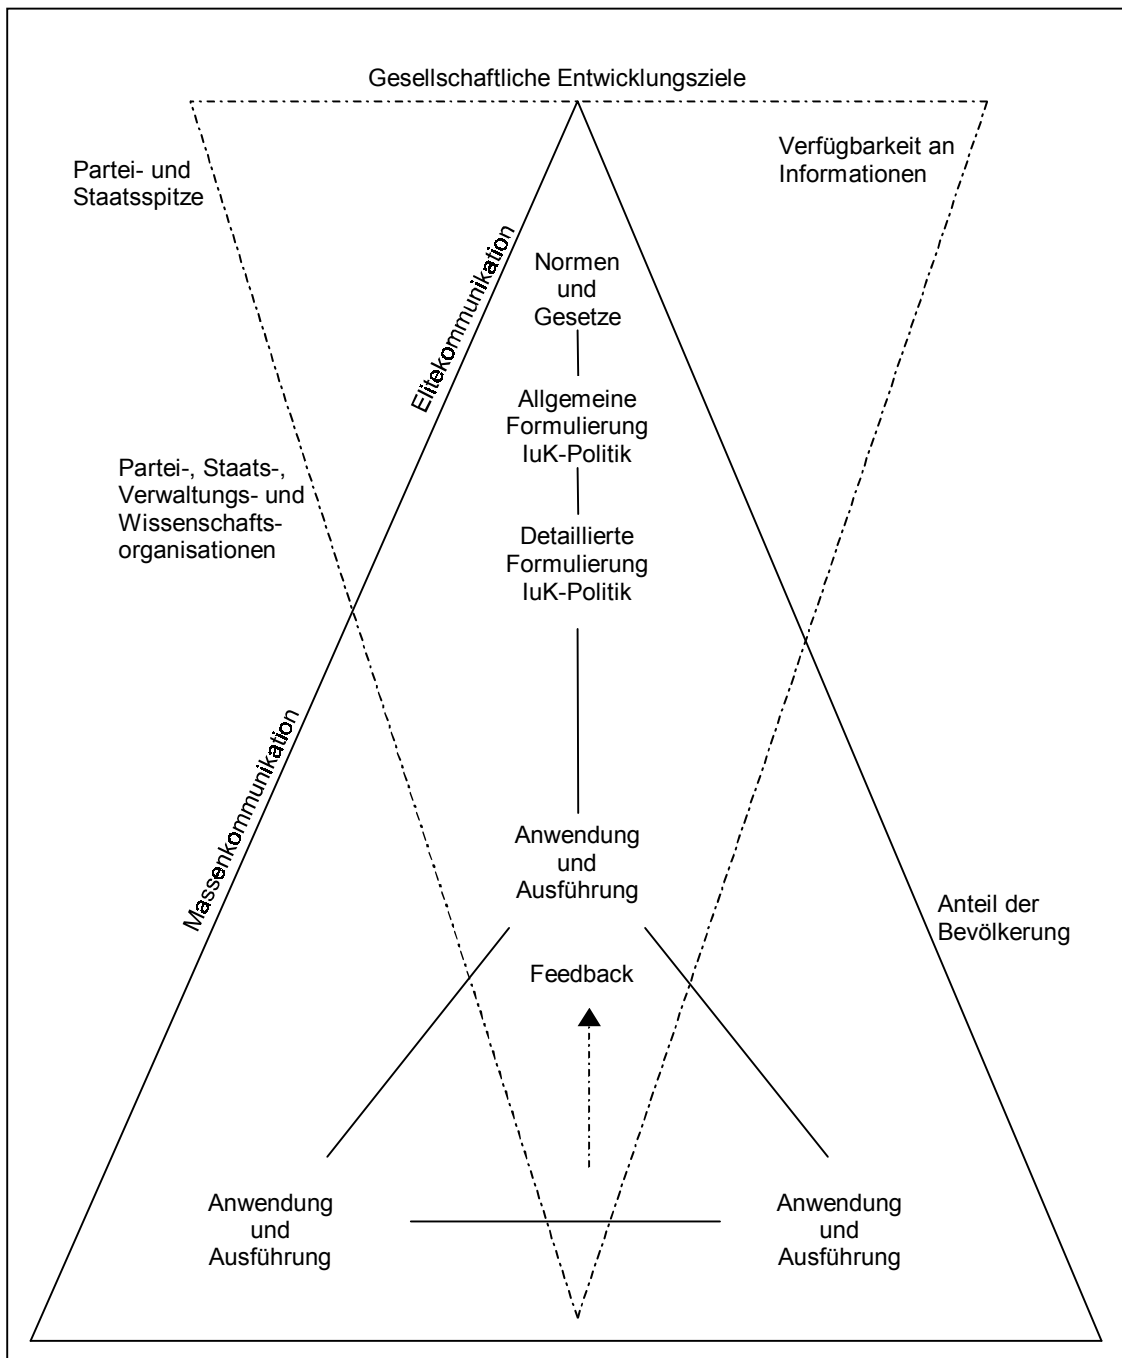 Gesellschaftliche Entwicklungsziele
Partei- und
Staatsspitze
Verfügbarkeit an
Informationen
Elitekommunikation
Normen
und
Gesetze
Allgemeine
Formulierung
IuK-Politik
Partei-, Staats-,
Verwaltungs- und
Wissenschafts-
organisationen
Detaillierte
Formulierung
IuK-Politik
Massenkommunikation
Anwendung
und
Ausführung
Anteil der
Bevölkerung
Feedback
Anwendung
und
Ausführung
Anwendung
und
Ausführung